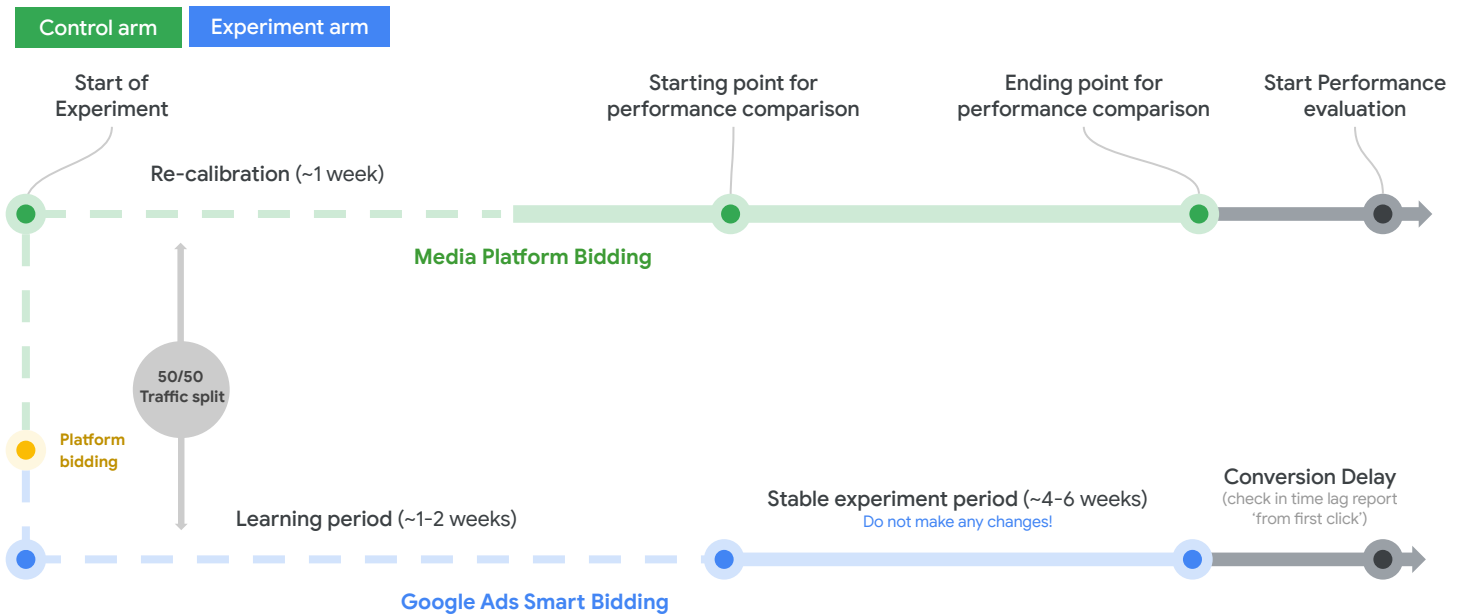 Control arm
Experiment arm
Start of
Experiment
Starting point for
performance comparison
Ending point for
performance comparison
Start Performance
evaluation
Re-calibration (~1 week)
Media Platform Bidding
50/50
Traffic split
Platform
bidding
Learning period (~1-2 weeks)
Stable experiment period (~4-6 weeks)
Do not make any changes!
Conversion Delay
(check in time lag report
‘from first click’)
Google Ads Smart Bidding